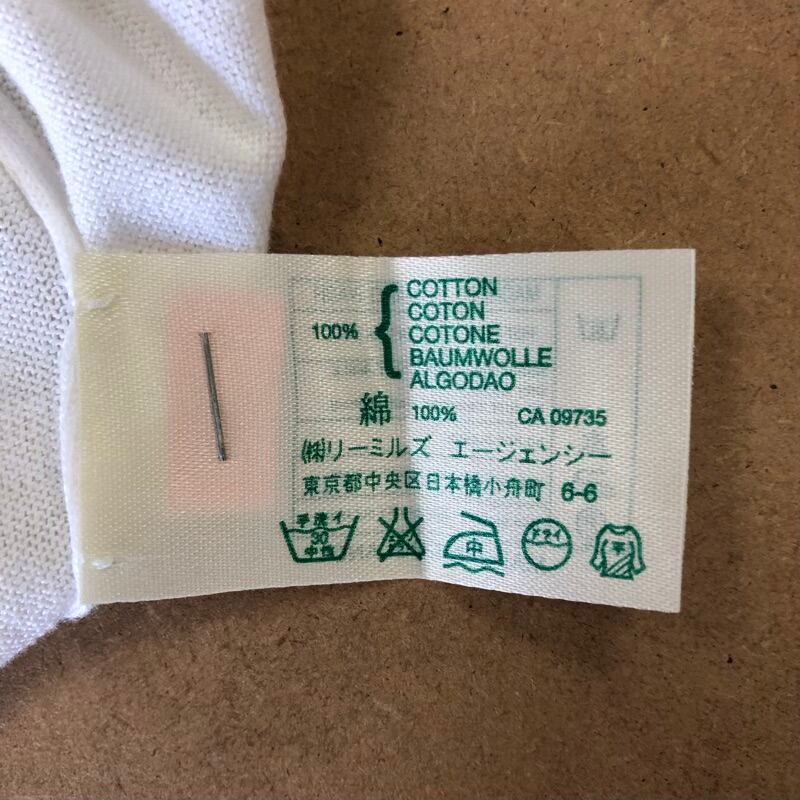 COTTON
COTON
100% { COTONE
BAUMWOLLE
ALGODAO
綿 100% CA 09735
㈱リーミルズ エージェンシー
東京都中央区日本橋小舟町 6-6
手洗イ
30
中性
中
ドライ
平